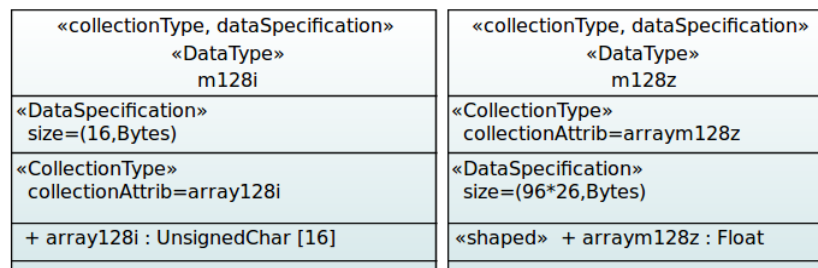 «collectionType, dataSpecification»
«DataType»
m128i
«DataSpecification»
size=(16,Bytes)
«CollectionType»
collectionAttrib=array128i
+ array128i : UnsignedChar [16]
«collectionType, dataSpecification»
«DataType»
m128z
«CollectionType»
collectionAttrib=arraym128z
«DataSpecification»
size=(96*26,Bytes)
«shaped» + arraym128z : Float